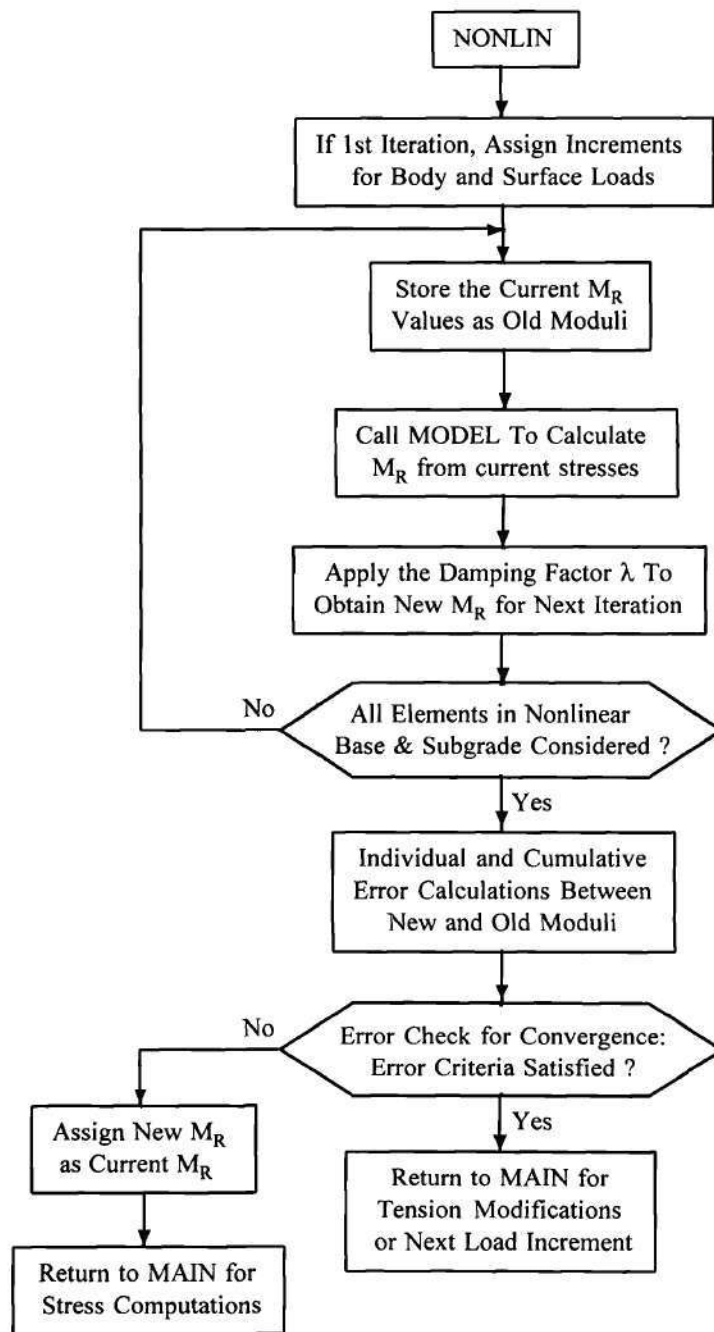 NONLIN
If 1st Iteration, Assign Increments
for Body and Surface Loads
Store the Current M_R
Values as Old Moduli
Call MODEL To Calculate
M_R from current stresses
Apply the Damping Factor λ To
Obtain New M_R for Next Iteration
No
All Elements in Nonlinear
Base & Subgrade Considered ?
Yes
Individual and Cumulative
Error Calculations Between
New and Old Moduli
No
Error Check for Convergence:
Error Criteria Satisfied ?
Yes
Assign New M_R
as Current M_R
Return to MAIN for
Tension Modifications
or Next Load Increment
Return to MAIN for
Stress Computations